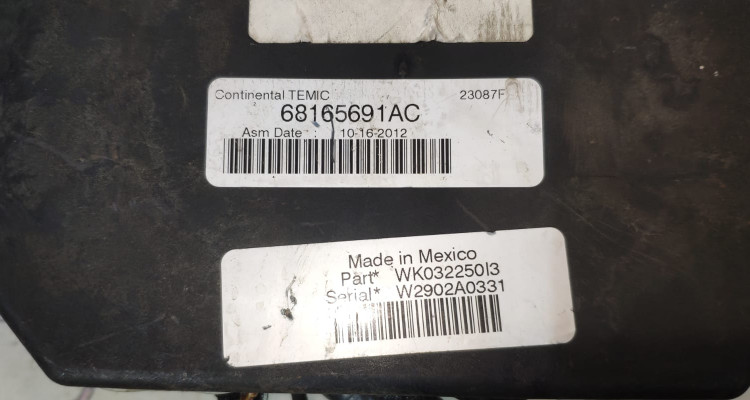 Continental TEMIC 23087F
68165691AC
Asm Date : 10-16-2012
Made in Mexico
Part* WK032250I3
Serial* W2902A0331